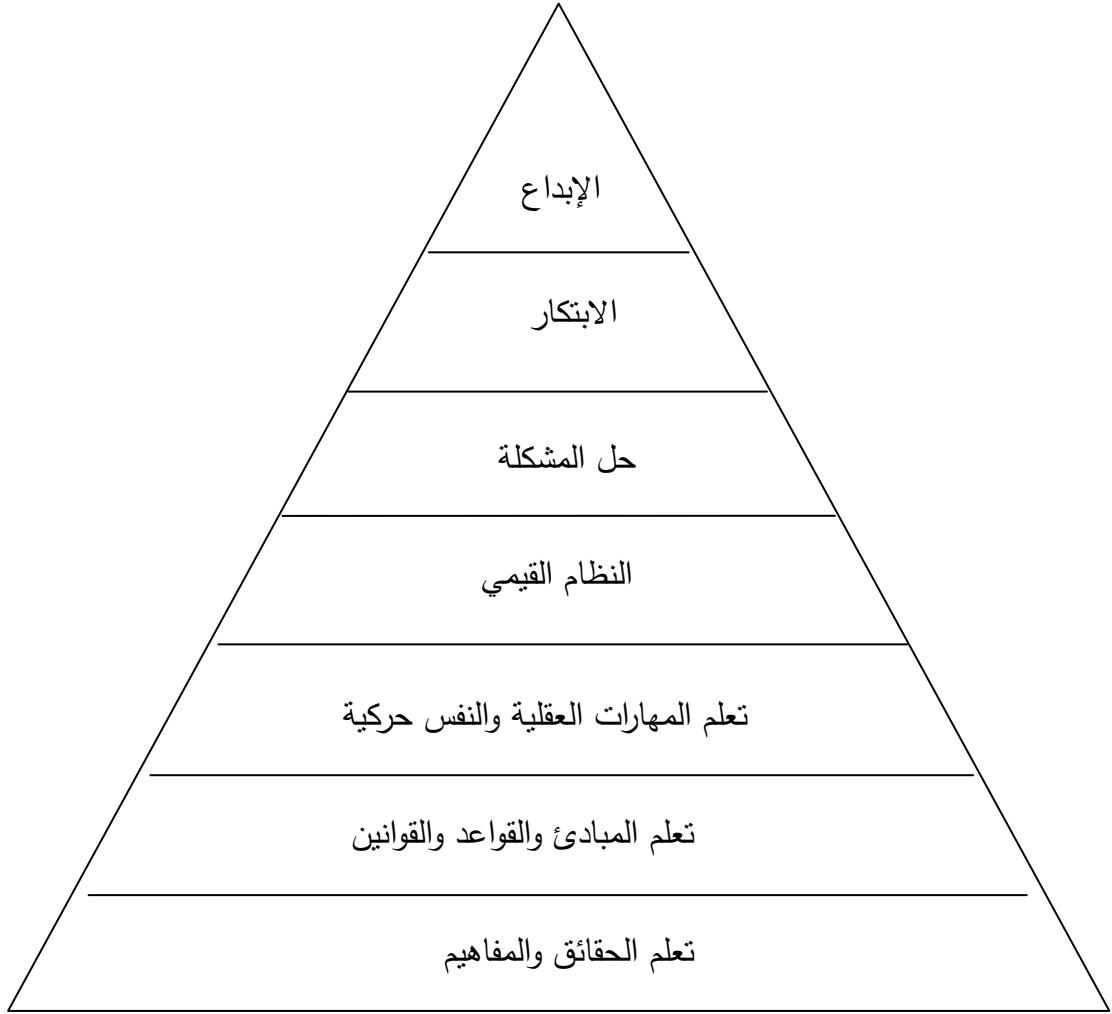 الإبداع
الابتكار
حل المشكلة
النظام القيمي
تعلم المهارات العقلية والنفس حركية
تعلم المبادئ والقواعد والقوانين
تعلم الحقائق والمفاهيم